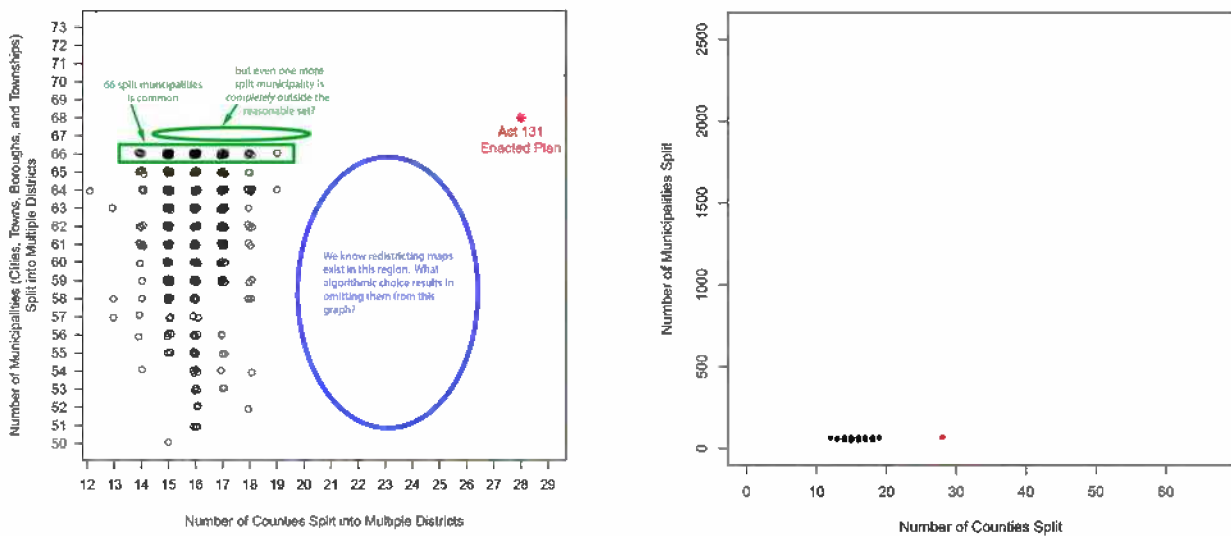 Number of Municipalities (Cities, Towns, Boroughs, and Townships)
Split into Multiple Districts
73
72
71
70
69
68
67
66
65
64
63
62
61
60
59
58
57
56
55
54
53
52
51
50
66 split municipalities
is common
but even one more
split municipality is
completely outside the
reasonable set?
Act 131
Enacted Plan
We know redistricting maps
exist in this region. What
algorithmic choice results in
omitting them from this
graph?
12 13 14 15 16 17 18 19 20 21 22 23 24 25 26 27 28 29
Number of Counties Split into Multiple Districts
Number of Municipalities Split
2500
2000
1500
1000
500
0
0 10 20 30 40 50 60
Number of Counties Split